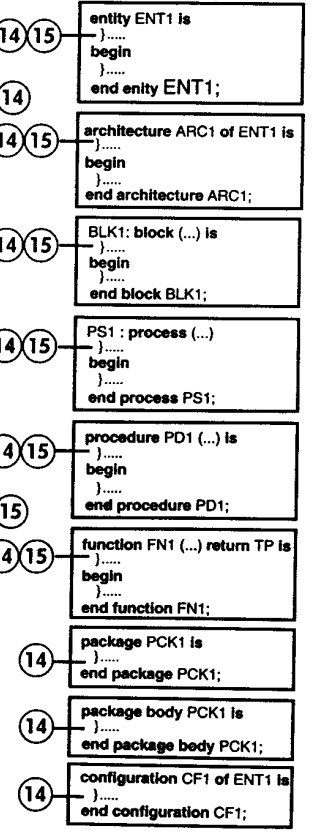 entity ENT1 is
14 15 }.....
begin
}.....
end enity ENT1;
14
architecture ARC1 of ENT1 is
14 15 }.....
begin
}.....
end architecture ARC1;
BLK1: block (...) is
14 15 }.....
begin
}.....
end block BLK1;
PS1 : process (...)
14 15 }.....
begin
}.....
end process PS1;
procedure PD1 (...) is
4 15 }.....
begin
}.....
end procedure PD1;
15
function FN1 (...) return TP is
4 15 }.....
begin
}.....
end function FN1;
package PCK1 is
14 }.....
end package PCK1;
package body PCK1 is
14 }.....
end package body PCK1;
configuration CF1 of ENT1 is
14 }.....
end configuration CF1;